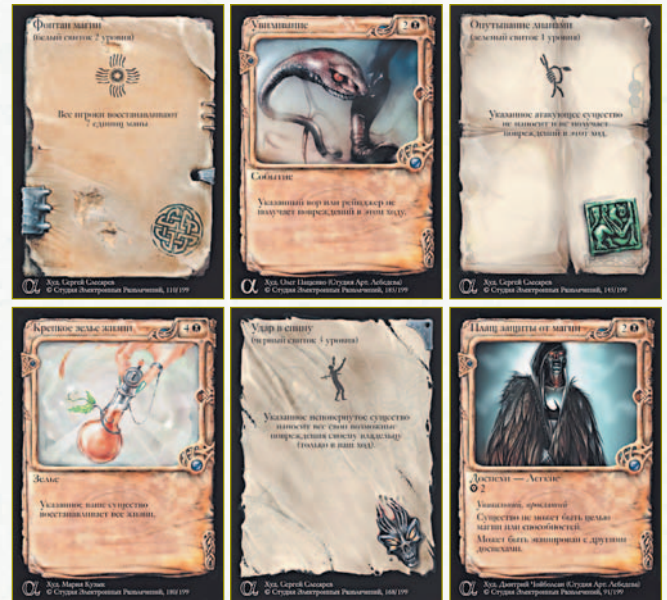 Фонтан магии
(белый свиток 2 уровня)
Все игроки восстанавливают
7 единиц маны
Худ. Сергей Слесарев
© Студия Электронных Развлечений, 110/199
Увиливание
2
Событие
Указанный вор или рейнджер не
получает повреждений в этом ходу.
Худ. Олег Пащенко (Студия Арт. Лебедева)
© Студия Электронных Развлечений, 185/199
Опутывание лианами
(зеленый свиток 1 уровня)
Указанное атакующее существо
не наносит и не получает
повреждений в этот ход.
Худ. Сергей Слесарев
© Студия Электронных Развлечений, 145/199
Крепкое зелье жизни
4
Зелье
Указанное ваше существо
восстанавливает все жизни.
Худ. Мария Кузык
© Студия Электронных Развлечений, 180/199
Удар в спину
(черный свиток 3 уровня)
Указанное неповернутое существо
наносит все свои возможные
повреждения своему владельцу
(только в ваш ход)
Худ. Сергей Слесарев
© Студия Электронных Развлечений, 168/199
Плащ защиты от магии
2
Доспехи — Легкие
2
Уникальный, проклятый
Существо не может быть целью
магии или способностей.
Может быть экипирован с другими
доспехами.
Худ. Дмитрий (Студия Арт. Лебедева)
© Студия Электронных Развлечений, 91/199